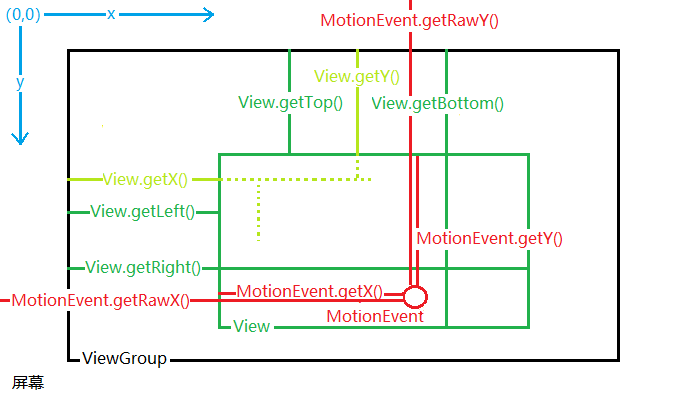 (0,0)
x
MotionEvent.getRawY()
y
View.getY()
View.getTop()
View.getBottom()
View.getX()
View.getLeft()
MotionEvent.getY()
View.getRight()
MotionEvent.getX()
MotionEvent.getRawX()
MotionEvent
View
ViewGroup
屏幕